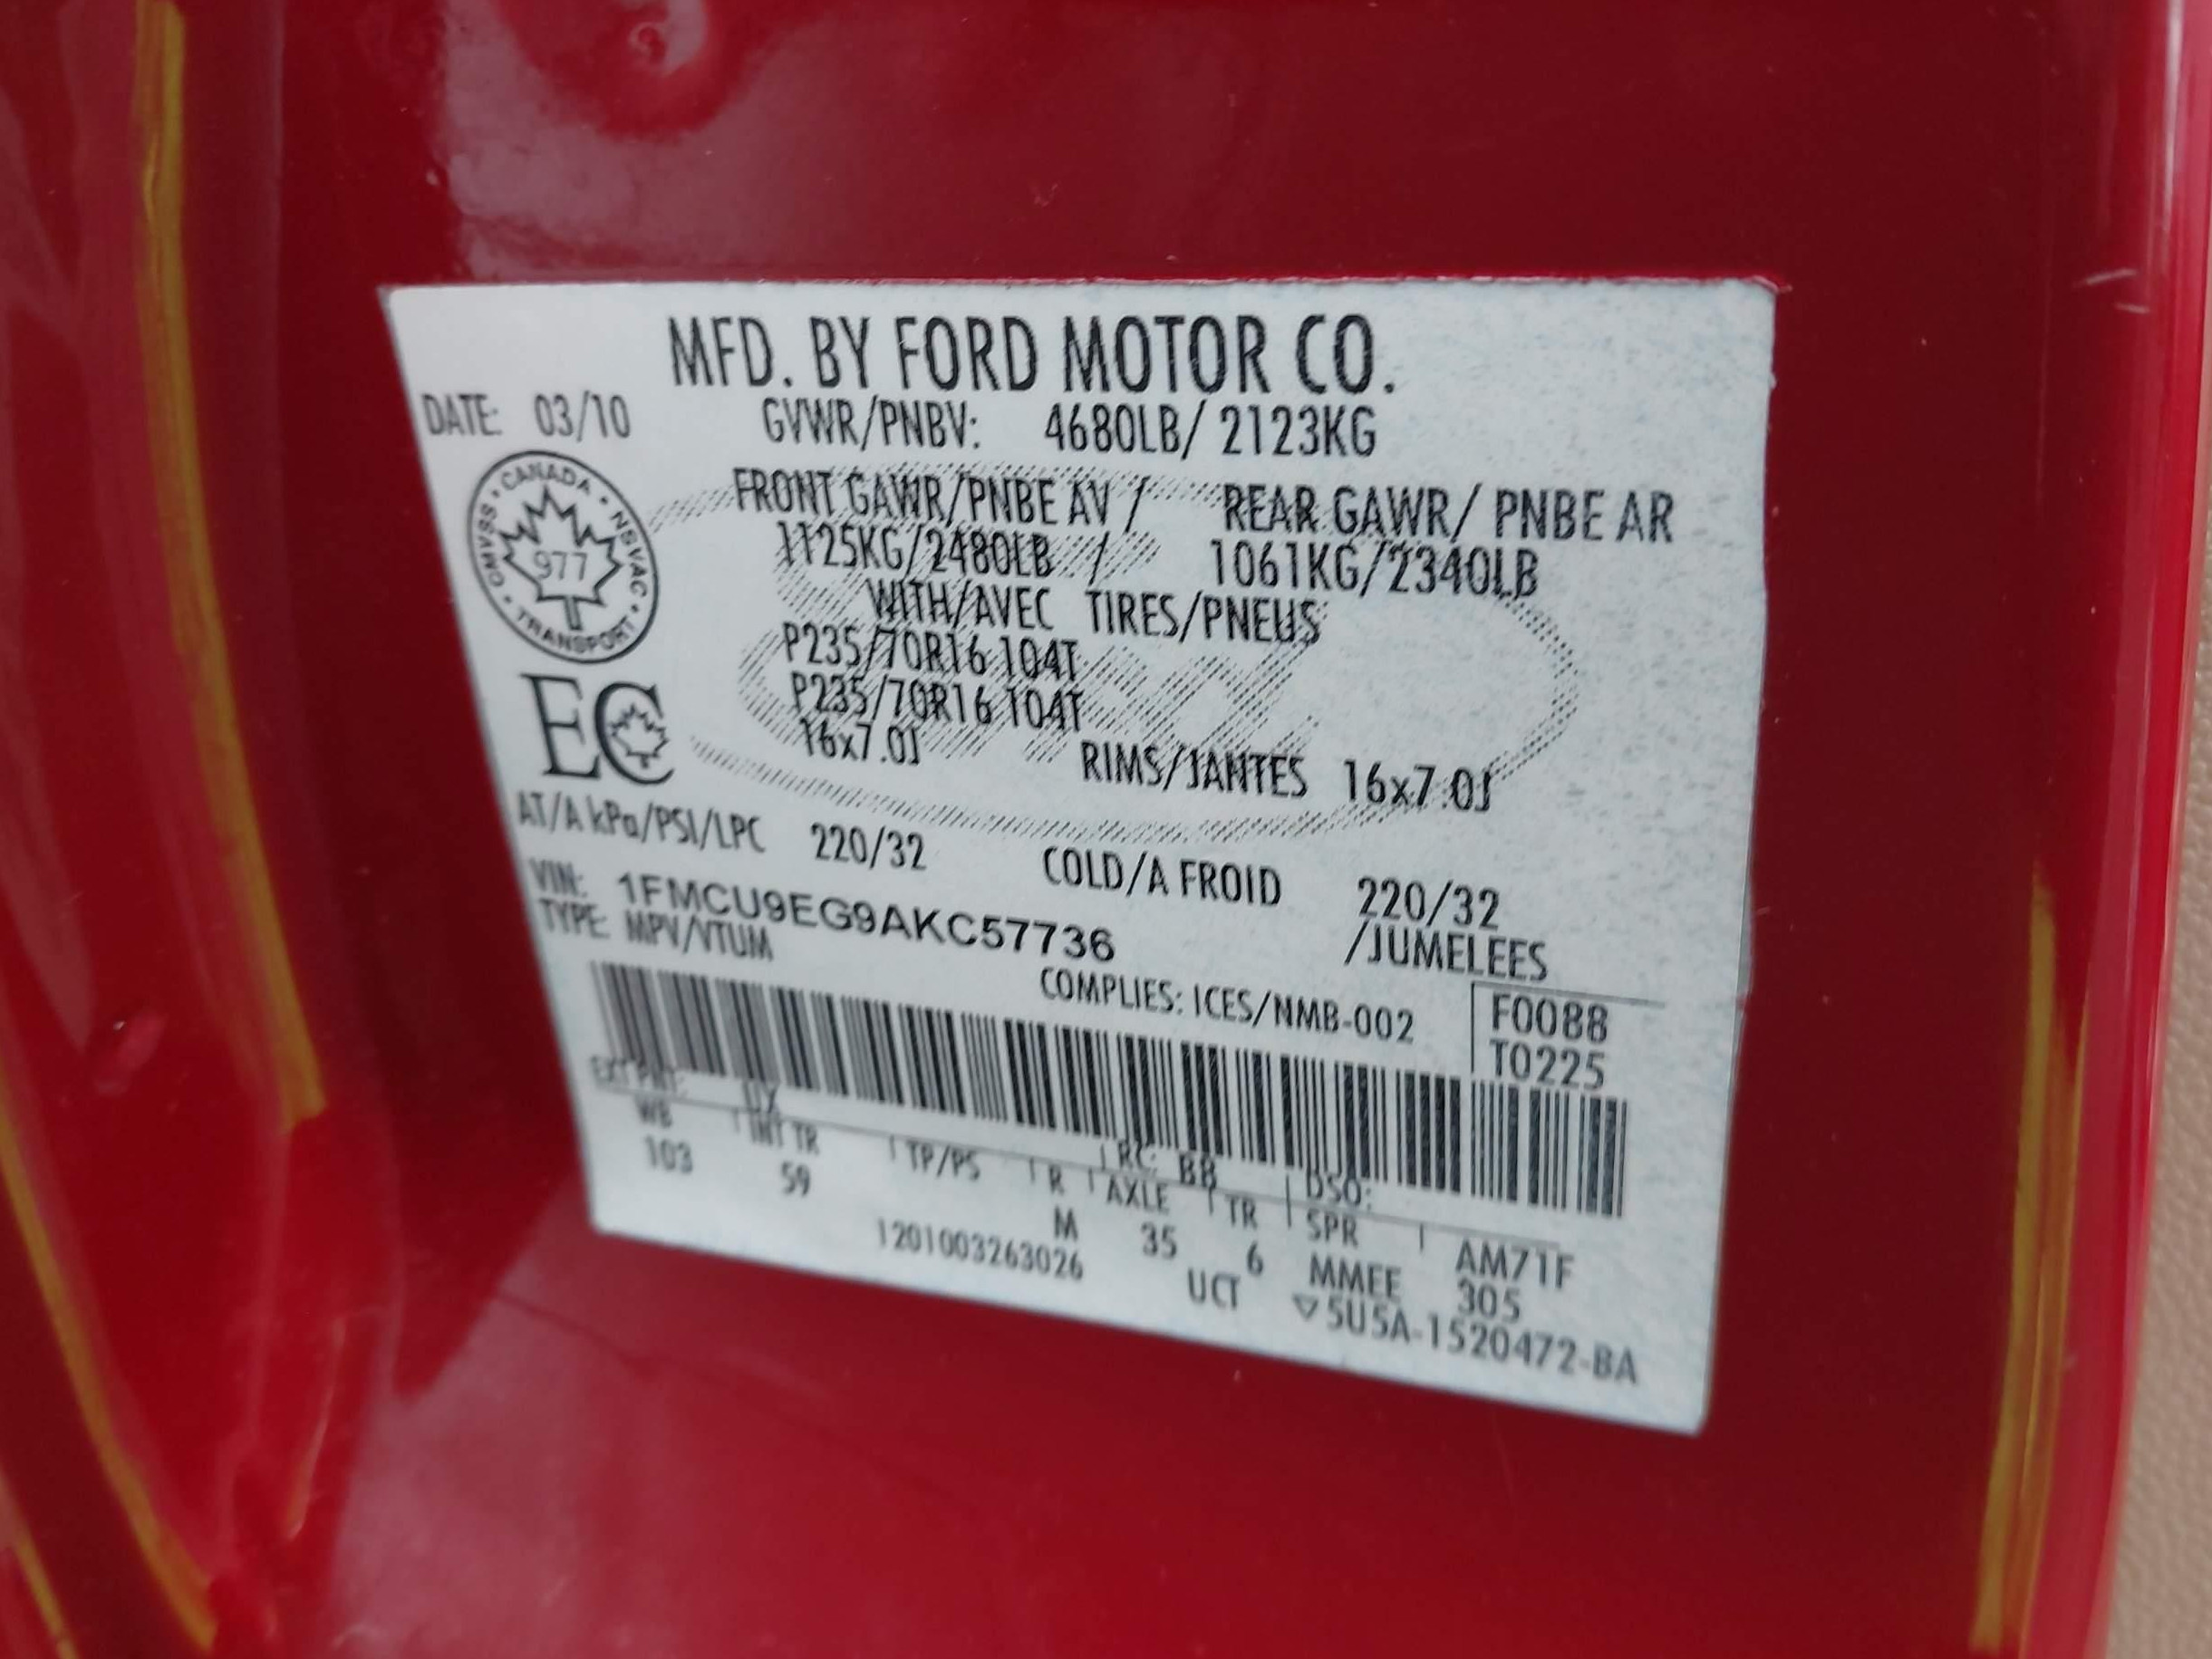 MFD. BY FORD MOTOR CO.
DATE: 03/10 GVWR/PNBV: 4680LB/ 2123KG
CANADA • NSVAC • TRANSPORT • CMVSS •
977
FRONT GAWR/PNBE AV / REAR GAWR/ PNBE AR
1125KG/2480LB / 1061KG/2340LB
WITH/AVEC TIRES/PNEUS
P235/70R16 104T
P235/70R16 104T
EC
16x7.0J RIMS/JANTES 16x7.0J
AT/A kPa/PSI/LPC 220/32 COLD/A FROID 220/32
VIN: 1FMCU9EG9AKC57736 /JUMELEES
TYPE: MPV/VTUM
COMPLIES: ICES/NMB-002 F0088
T0225
EXT PNT: UX RC: BB DSO:
WB INT TR TP/PS R AXLE TR SPR AM71F
103 59 M 35 6 MMEE 305
1201003263026 UCT ▽5U5A-1520472-BA